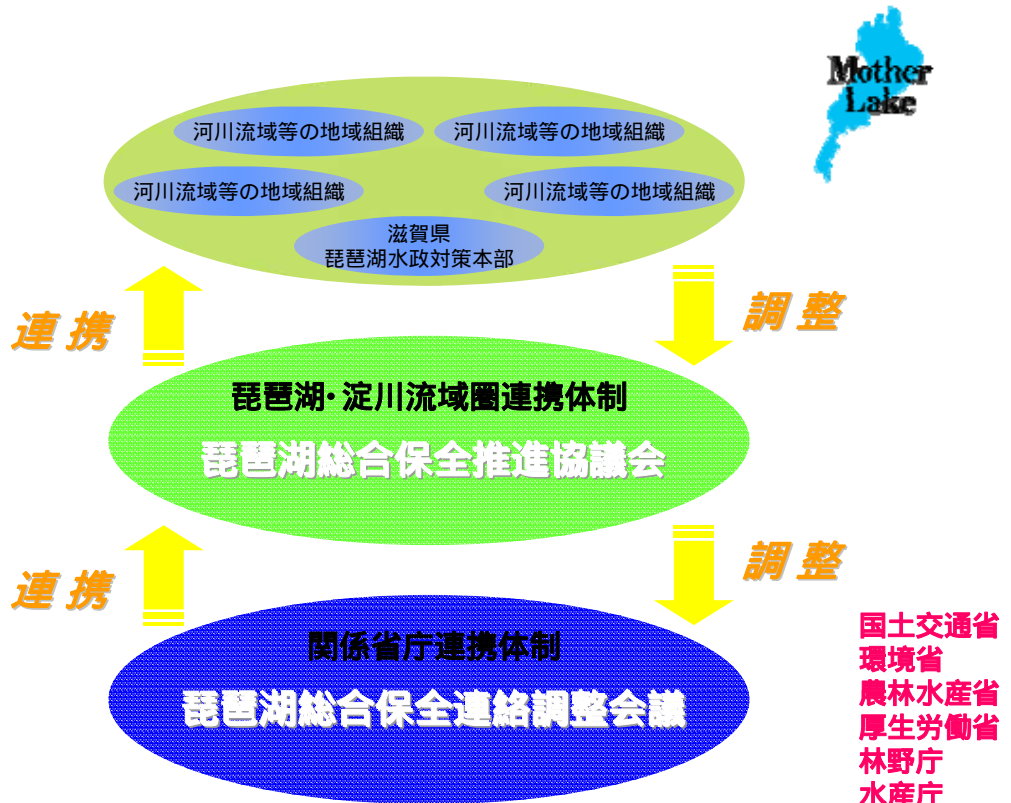 Mother
Lake
河川流域等の地域組織
河川流域等の地域組織
河川流域等の地域組織
河川流域等の地域組織
滋賀県
琵琶湖水政対策本部
連携
調整
琵琶湖・淀川流域圏連携体制
琵琶湖総合保全推進協議会
連携
調整
関係省庁連携体制
琵琶湖総合保全連絡調整会議
国土交通省
環境省
農林水産省
厚生労働省
林野庁
水産庁